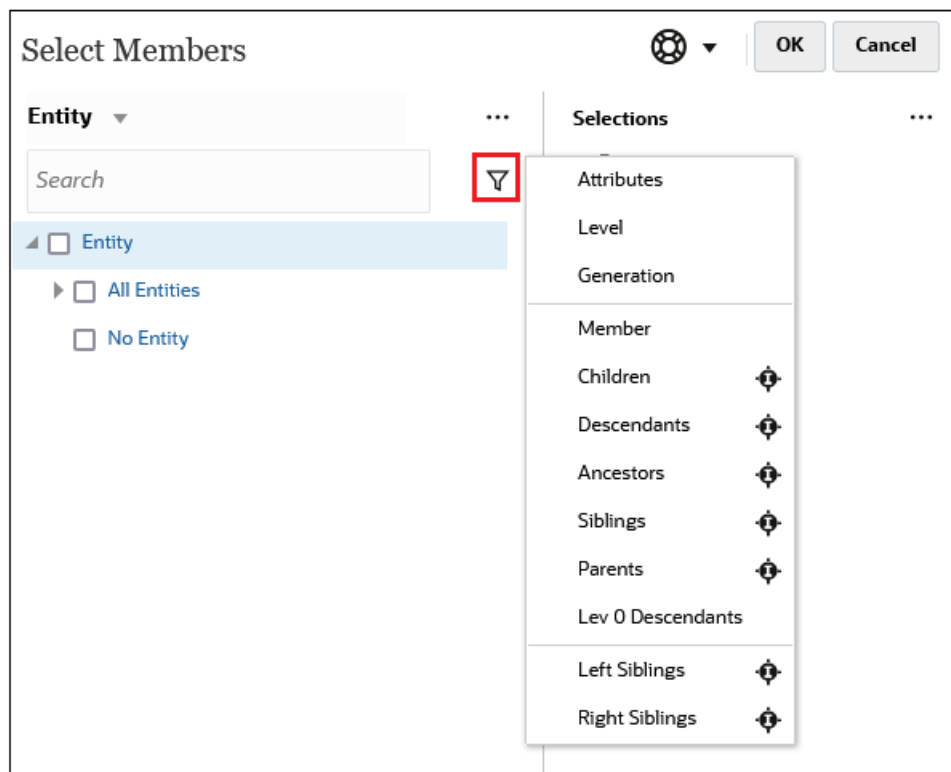 Select Members
OK
Cancel
Entity
...
Selections
...
Search
Entity
All Entities
No Entity
Attributes
Level
Generation
Member
Children
Descendants
Ancestors
Siblings
Parents
Lev 0 Descendants
Left Siblings
Right Siblings